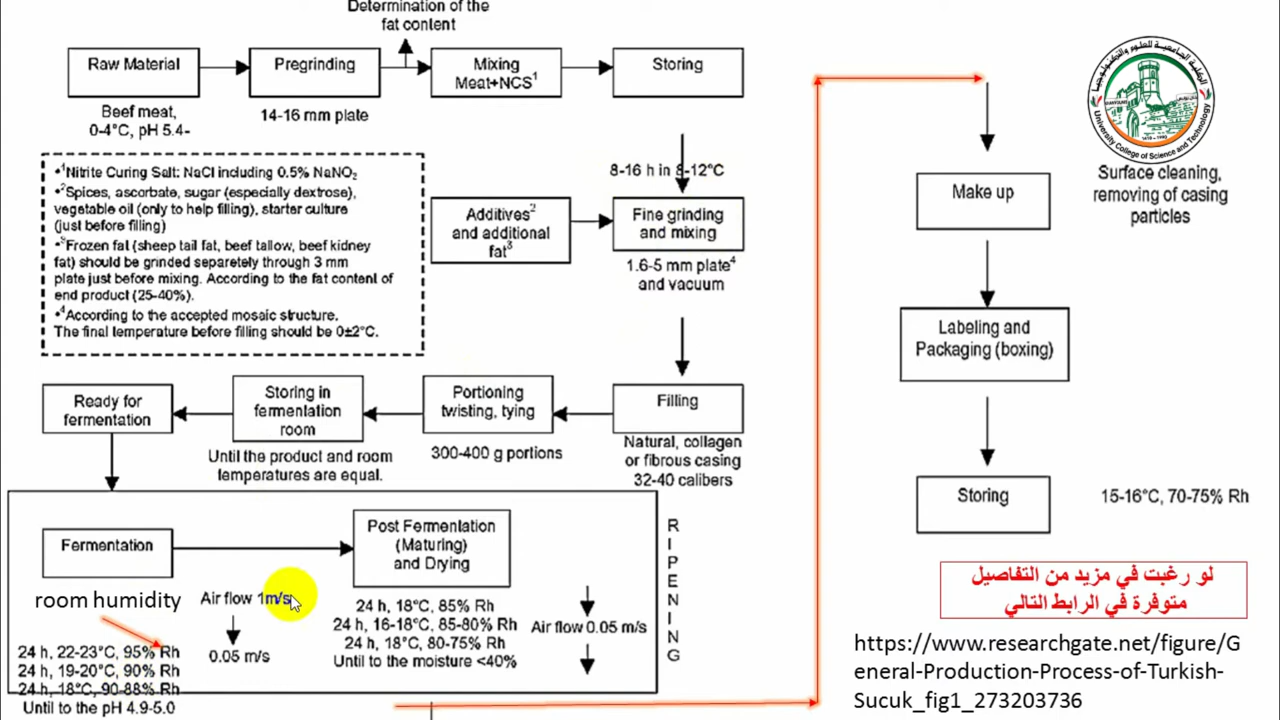 Determination of the
fat content
Raw Material
Pregrinding
Mixing
Meat+NCS1
Storing
Beef meat,
0-4°C, pH 5.4-
14-16 mm plate
•1Nitrite Curing Salt: NaCl including 0.5% NaNO2
•2Spices, ascorbate, sugar (especially dextrose),
vegetable oil (only to help filling), starter culture
(just before filling)
•3Frozen fat (sheep tail fat, beef tallow, beef kidney
fat) should be grinded separetely through 3 mm
plate just before mixing. According to the fat content of
end product (25-40%).
•4According to the accepted mosaic structure.
The final temperature before filling should be 0±2°C.
8-16 h in 8-12°C
Additives2
and additional
fat3
Fine grinding
and mixing
1.6-5 mm plate4
and vacuum
Ready for
fermentation
Storing in
fermentation
room
Portioning
twisting, tying
Filling
Until the product and room
temperatures are equal.
300-400 g portions
Natural, collagen
or fibrous casing
32-40 calibers
Fermentation
Post Fermentation
(Maturing)
and Drying
RIPENING
room humidity
Air flow 1m/s
0.05 m/s
24 h, 22-23°C, 95% Rh
24 h, 19-20°C, 90% Rh
24 h, 18°C, 90-88% Rh
Until to the pH 4.9-5.0
24 h, 18°C, 85% Rh
24 h, 16-18°C, 85-80% Rh
24 h, 18°C, 80-75% Rh
Until to the moisture <40%
Air flow 0.05 m/s
الكلية الجامعية للعلوم والتكنولوجيا
University College of Science and Technology
Make up
Surface cleaning,
removing of casing
particles
Labeling and
Packaging (boxing)
Storing
15-16°C, 70-75% Rh
لو رغبت في مزيد من التفاصيل
متوفرة في الرابط التالي
https://www.researchgate.net/figure/G
eneral-Production-Process-of-Turkish-
Sucuk_fig1_273203736